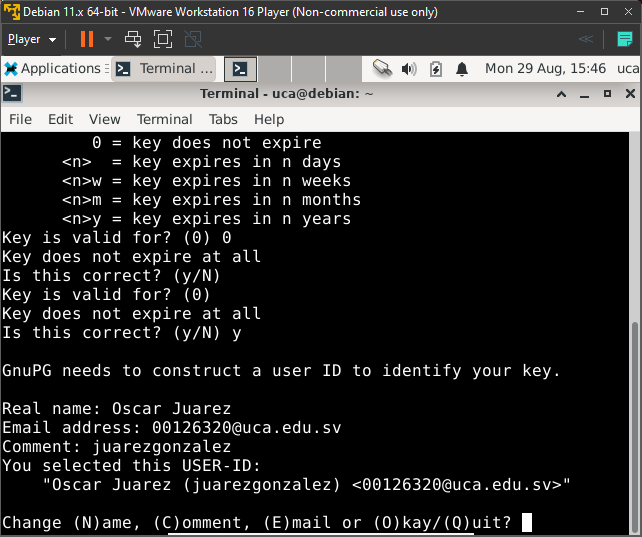 Debian 11.x 64-bit - VMware Workstation 16 Player (Non-commercial use only)
Player
Applications Terminal ... Mon 29 Aug, 15:46 uca
Terminal - uca@debian: ~
File Edit View Terminal Tabs Help
0 = key does not expire
<n>  = key expires in n days
<n>w = key expires in n weeks
<n>m = key expires in n months
<n>y = key expires in n years
Key is valid for? (0) 0
Key does not expire at all
Is this correct? (y/N)
Key is valid for? (0)
Key does not expire at all
Is this correct? (y/N) y
GnuPG needs to construct a user ID to identify your key.
Real name: Oscar Juarez
Email address: 00126320@uca.edu.sv
Comment: juarezgonzalez
You selected this USER-ID:
"Oscar Juarez (juarezgonzalez) <00126320@uca.edu.sv>"
Change (N)ame, (C)omment, (E)mail or (O)kay/(Q)uit?